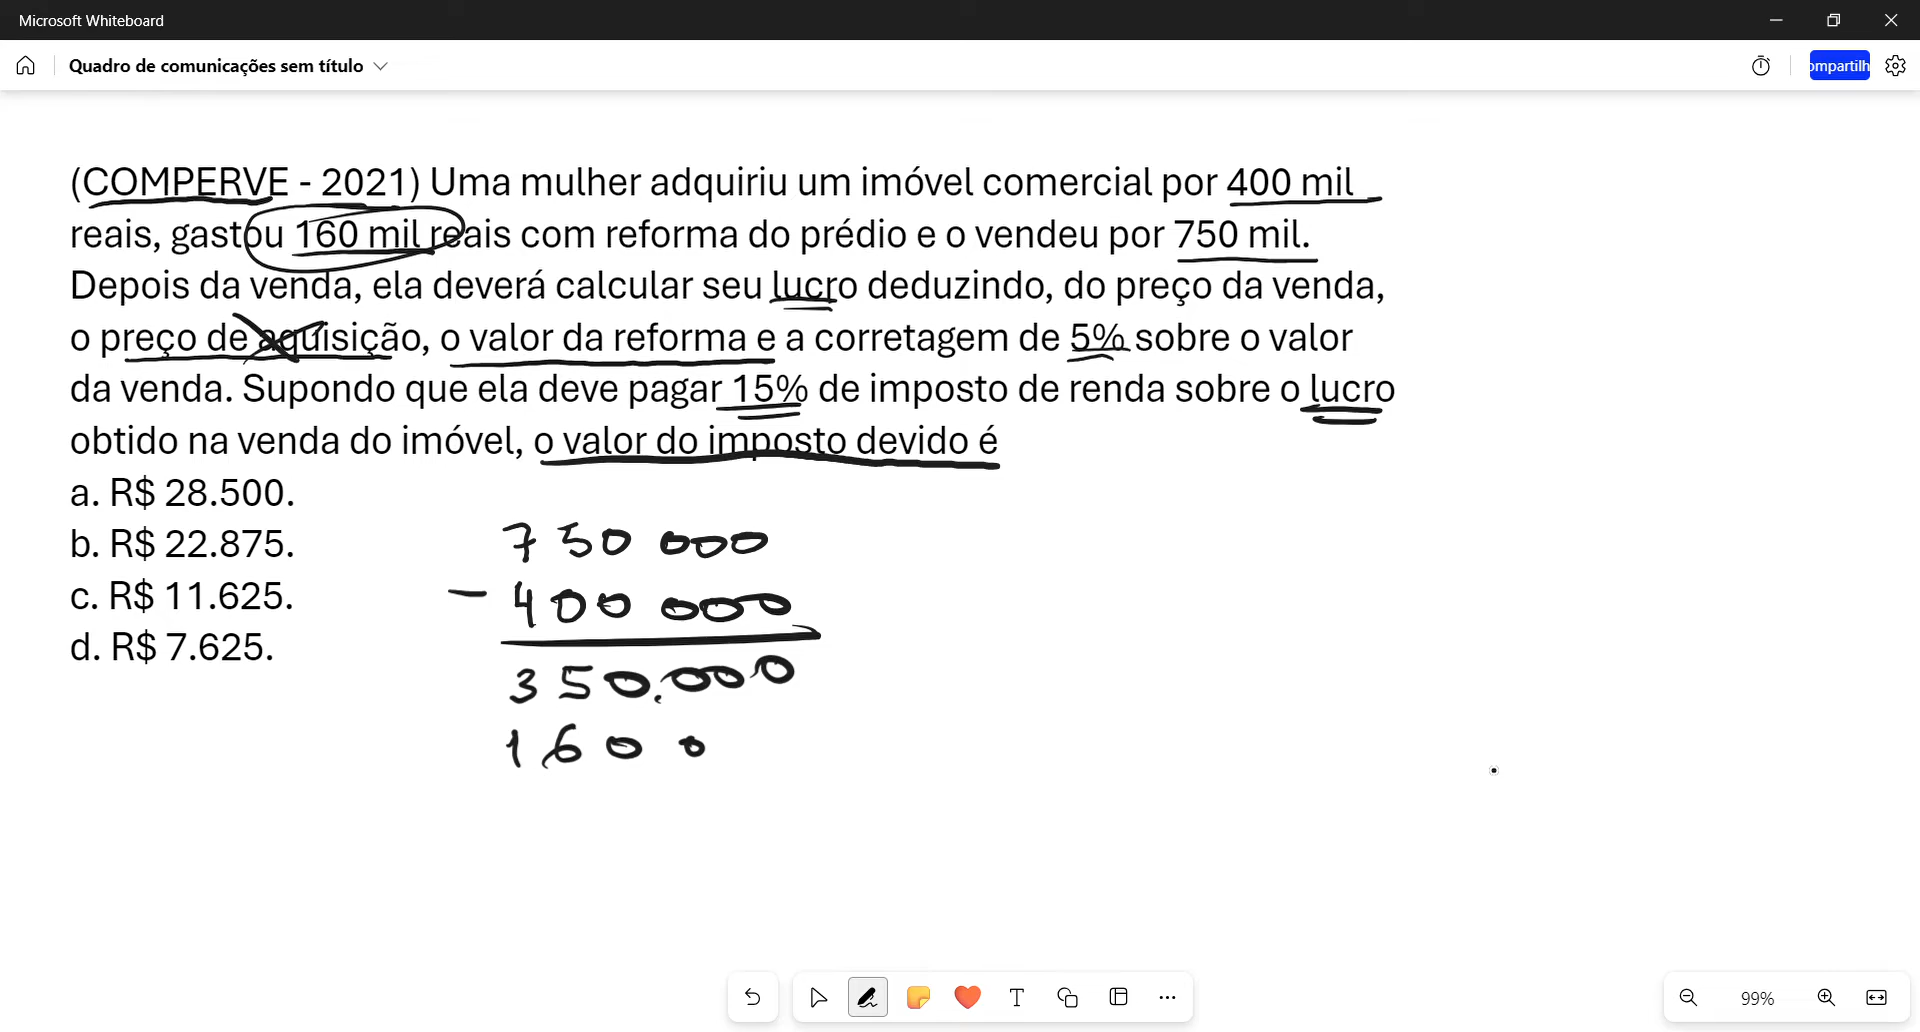 Microsoft Whiteboard
Quadro de comunicações sem título
ompartilh
(COMPERVE - 2021) Uma mulher adquiriu um imóvel comercial por 400 mil
reais, gastou 160 mil reais com reforma do prédio e o vendeu por 750 mil.
Depois da venda, ela deverá calcular seu lucro deduzindo, do preço da venda,
o preço de aquisição, o valor da reforma e a corretagem de 5% sobre o valor
da venda. Supondo que ela deve pagar 15% de imposto de renda sobre o lucro
obtido na venda do imóvel, o valor do imposto devido é
a. R$ 28.500.
b. R$ 22.875.
c. R$ 11.625.
d. R$ 7.625.
750 000
- 400 000
350.000
160 0
T
99%